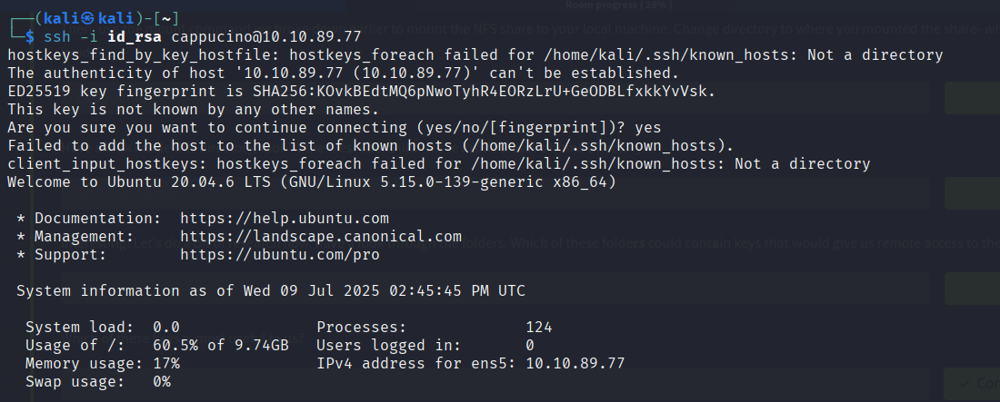 Room progress ( 28% )
┌──(kali㉿kali)-[~]
└─$ ssh -i id_rsa cappucino@10.10.89.77
hostkeys_find_by_key_hostfile: hostkeys_foreach failed for /home/kali/.ssh/known_hosts: Not a directory
The authenticity of host '10.10.89.77 (10.10.89.77)' can't be established.
ED25519 key fingerprint is SHA256:KOvkBEdtMQ6pNwoTyhR4EORzLrU+GeODBLfxkkYvVsk.
This key is not known by any other names.
Are you sure you want to continue connecting (yes/no/[fingerprint])? yes
Failed to add the host to the list of known hosts (/home/kali/.ssh/known_hosts).
client_input_hostkeys: hostkeys_foreach failed for /home/kali/.ssh/known_hosts: Not a directory
Welcome to Ubuntu 20.04.6 LTS (GNU/Linux 5.15.0-139-generic x86_64)
* Documentation:  https://help.ubuntu.com
* Management:     https://landscape.canonical.com
* Support:        https://ubuntu.com/pro
System information as of Wed 09 Jul 2025 02:45:45 PM UTC
System load:  0.0                Processes:             124
Usage of /:   60.5% of 9.74GB   Users logged in:       0
Memory usage: 17%                IPv4 address for ens5: 10.10.89.77
Swap usage:   0%